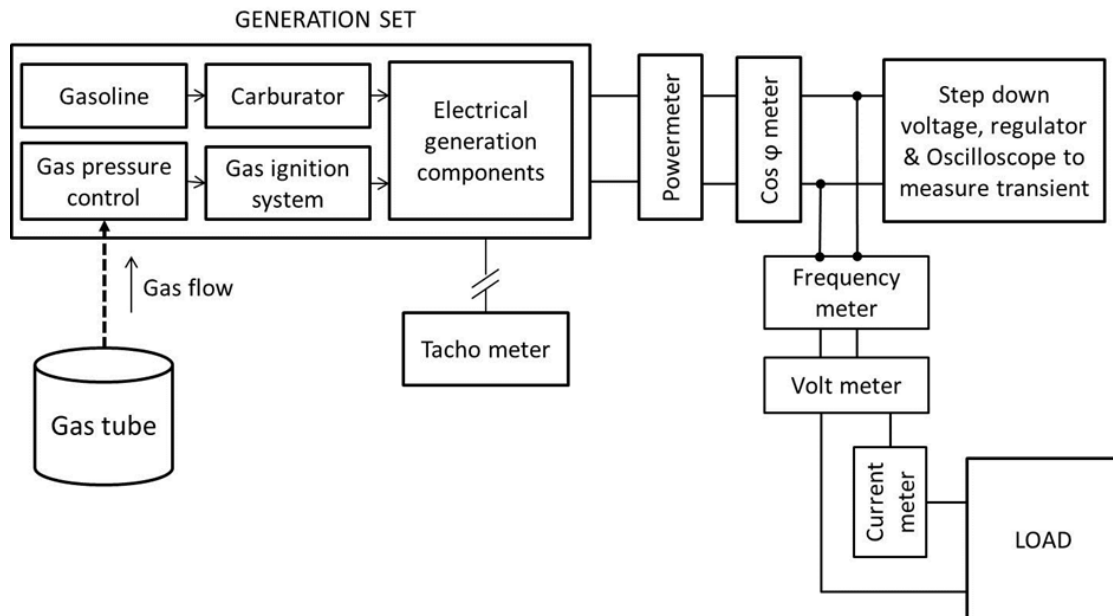 GENERATION SET
Gasoline
Carburator
Electrical
generation
components
Gas pressure
control
Gas ignition
system
Powermeter
Cos φ meter
Step down
voltage, regulator
& Oscilloscope to
measure transient
Gas flow
Gas tube
Tacho meter
Frequency
meter
Volt meter
Current
meter
LOAD